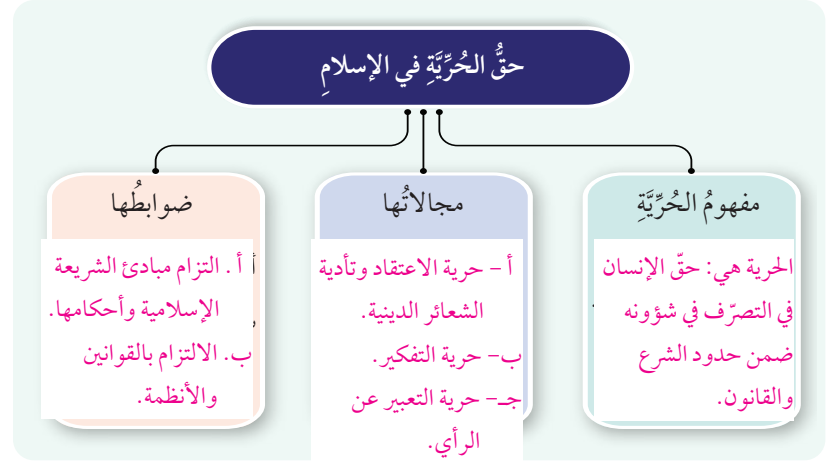 حقُّ الحُرِّيَّةِ في الإسلامِ
مفهومُ الحُرِّيَّةِ
الحرية هي: حقّ الإنسان
في التصرّف في شؤونه
ضمن حدود الشرع
والقانون.
مجالاتُها
أ – حرية الاعتقاد وتأدية
الشعائر الدينية.
ب– حرية التفكير.
جـ– حرية التعبير عن
الرأي.
ضوابطُها
أ . التزام مبادئ الشريعة
الإسلامية وأحكامها.
ب. الالتزام بالقوانين
والأنظمة.